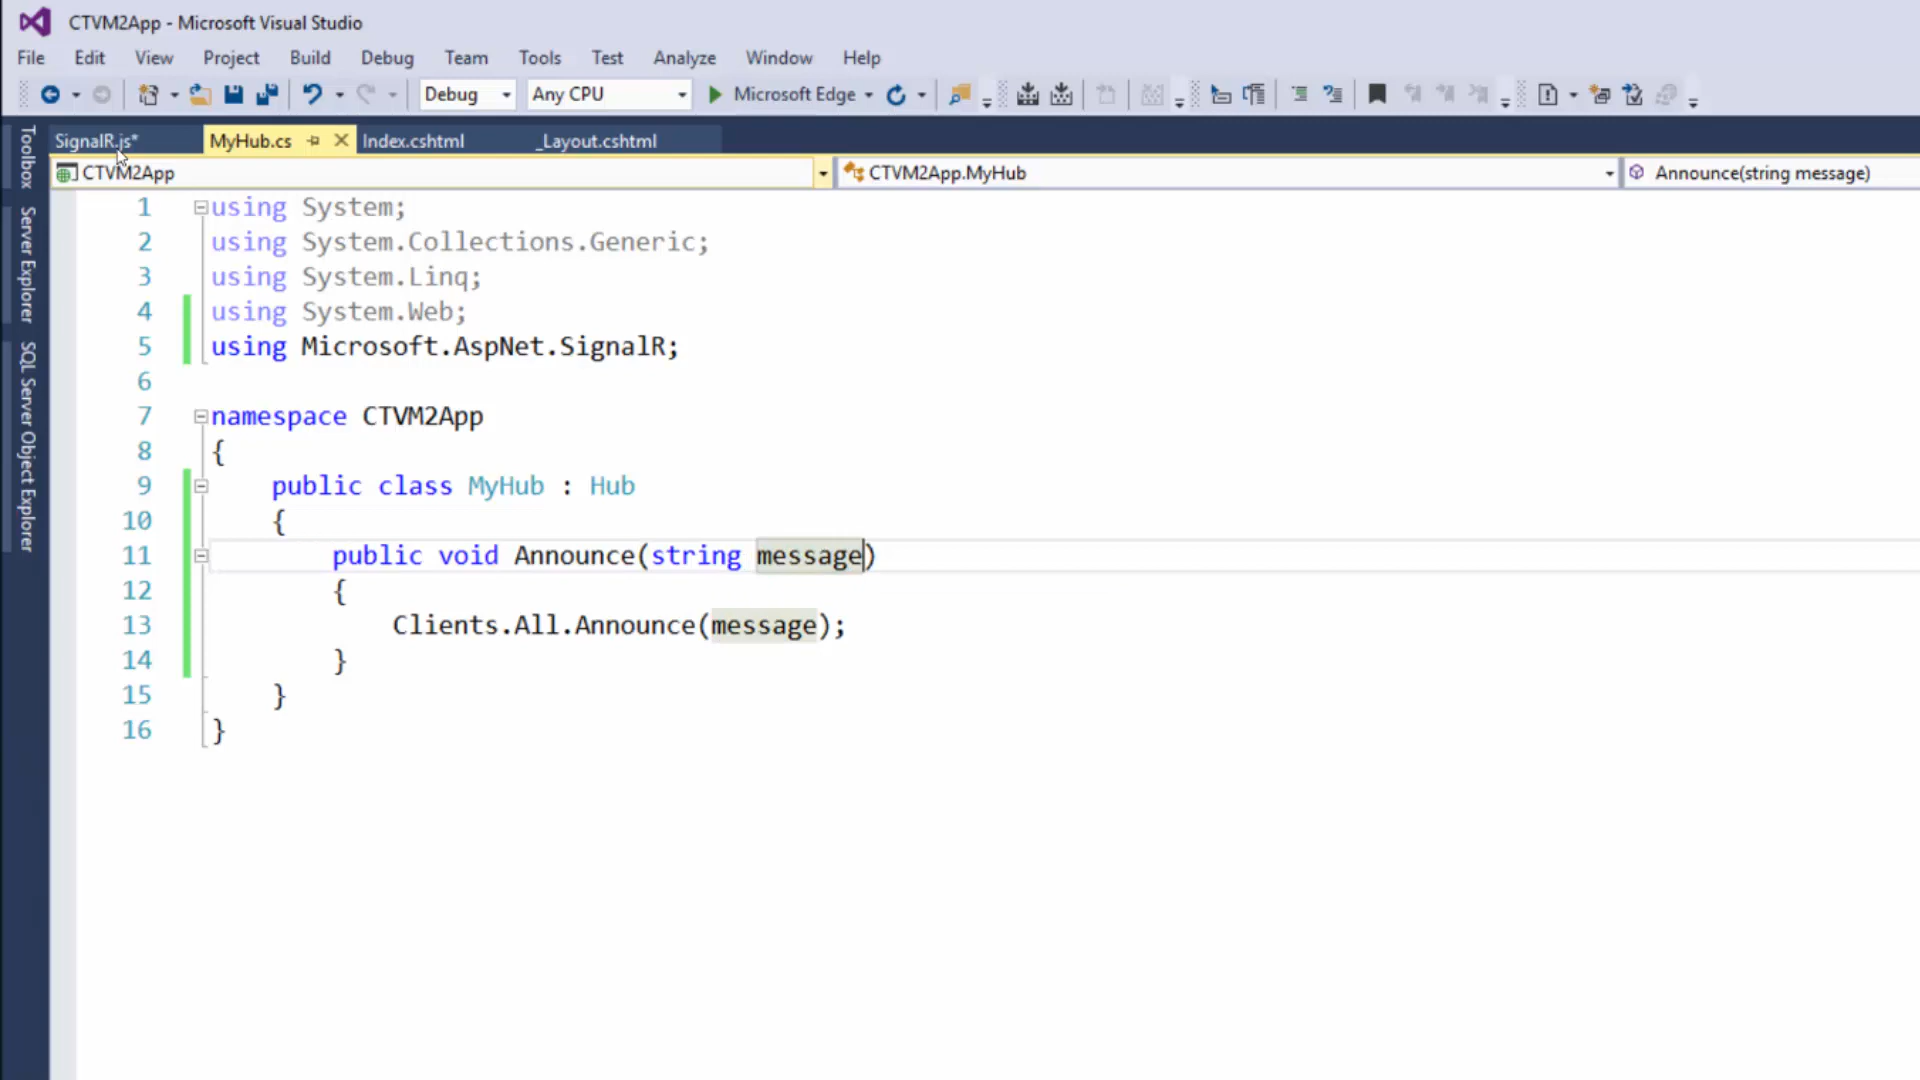 CTVM2App - Microsoft Visual Studio
File Edit View Project Build Debug Team Tools Test Analyze Window Help
Debug Any CPU Microsoft Edge
SignalR.js* MyHub.cs Index.cshtml _Layout.cshtml
CTVM2App CTVM2App.MyHub Announce(string message)
Toolbox
Server Explorer
SQL Server Object Explorer
1 using System;
2 using System.Collections.Generic;
3 using System.Linq;
4 using System.Web;
5 using Microsoft.AspNet.SignalR;
6
7 namespace CTVM2App
8 {
9 public class MyHub : Hub
10 {
11 public void Announce(string message)
12 {
13 Clients.All.Announce(message);
14 }
15 }
16 }